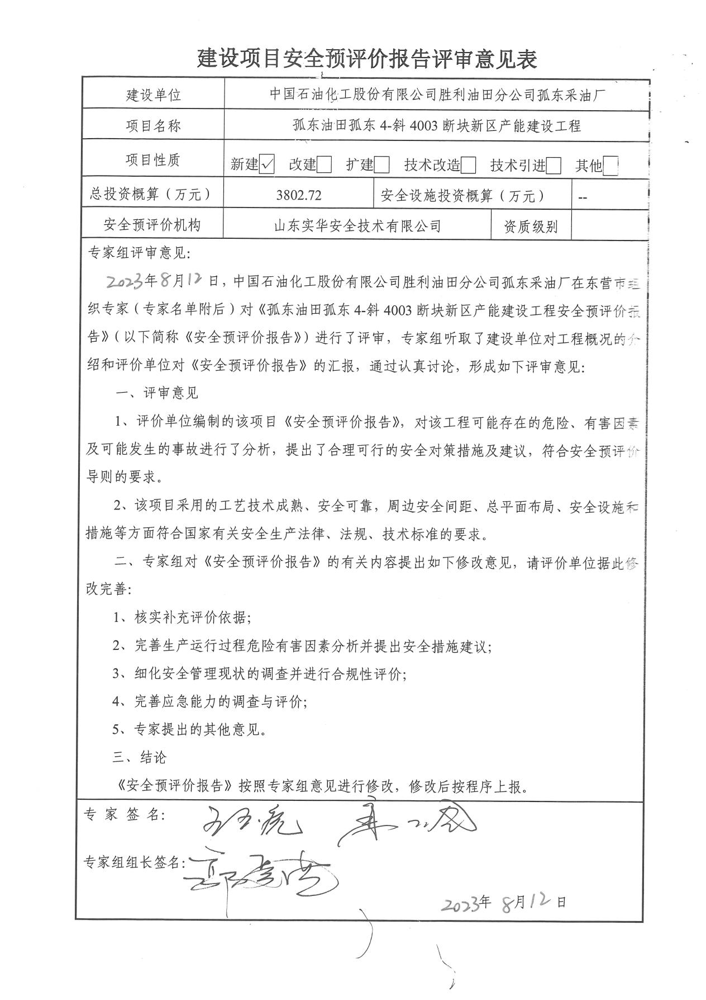 建设项目安全预评价报告评审意见表
建设单位 中国石油化工股份有限公司胜利油田分公司孤东采油厂
项目名称 孤东油田孤东 4-斜 4003 断块新区产能建设工程
项目性质 新建☑ 改建□ 扩建□ 技术改造□ 技术引进□ 其他□
总投资概算（万元） 3802.72 安全设施投资概算（万元） --
安全预评价机构 山东实华安全技术有限公司 资质级别
专家组评审意见：
2023年8月12日，中国石油化工股份有限公司胜利油田分公司孤东采油厂在东营市组
织专家（专家名单附后）对《孤东油田孤东 4-斜 4003 断块新区产能建设工程安全预评价报
告》（以下简称《安全预评价报告》）进行了评审，专家组听取了建设单位对工程概况的介
绍和评价单位对《安全预评价报告》的汇报，通过认真讨论，形成如下评审意见：
一、评审意见
1、评价单位编制的该项目《安全预评价报告》，对该工程可能存在的危险、有害因素
及可能发生的事故进行了分析，提出了合理可行的安全对策措施及建议，符合安全预评价
导则的要求。
2、该项目采用的工艺技术成熟、安全可靠，周边安全间距、总平面布局、安全设施和
措施等方面符合国家有关安全生产法律、法规、技术标准的要求。
二、专家组对《安全预评价报告》的有关内容提出如下修改意见，请评价单位据此修
改完善：
1、核实补充评价依据；
2、完善生产运行过程危险有害因素分析并提出安全措施建议；
3、细化安全管理现状的调查并进行合规性评价；
4、完善应急能力的调查与评价；
5、专家提出的其他意见。
三、结论
《安全预评价报告》按照专家组意见进行修改，修改后按程序上报。
专 家 签 名：
专家组组长签名：
2023年 8月12日